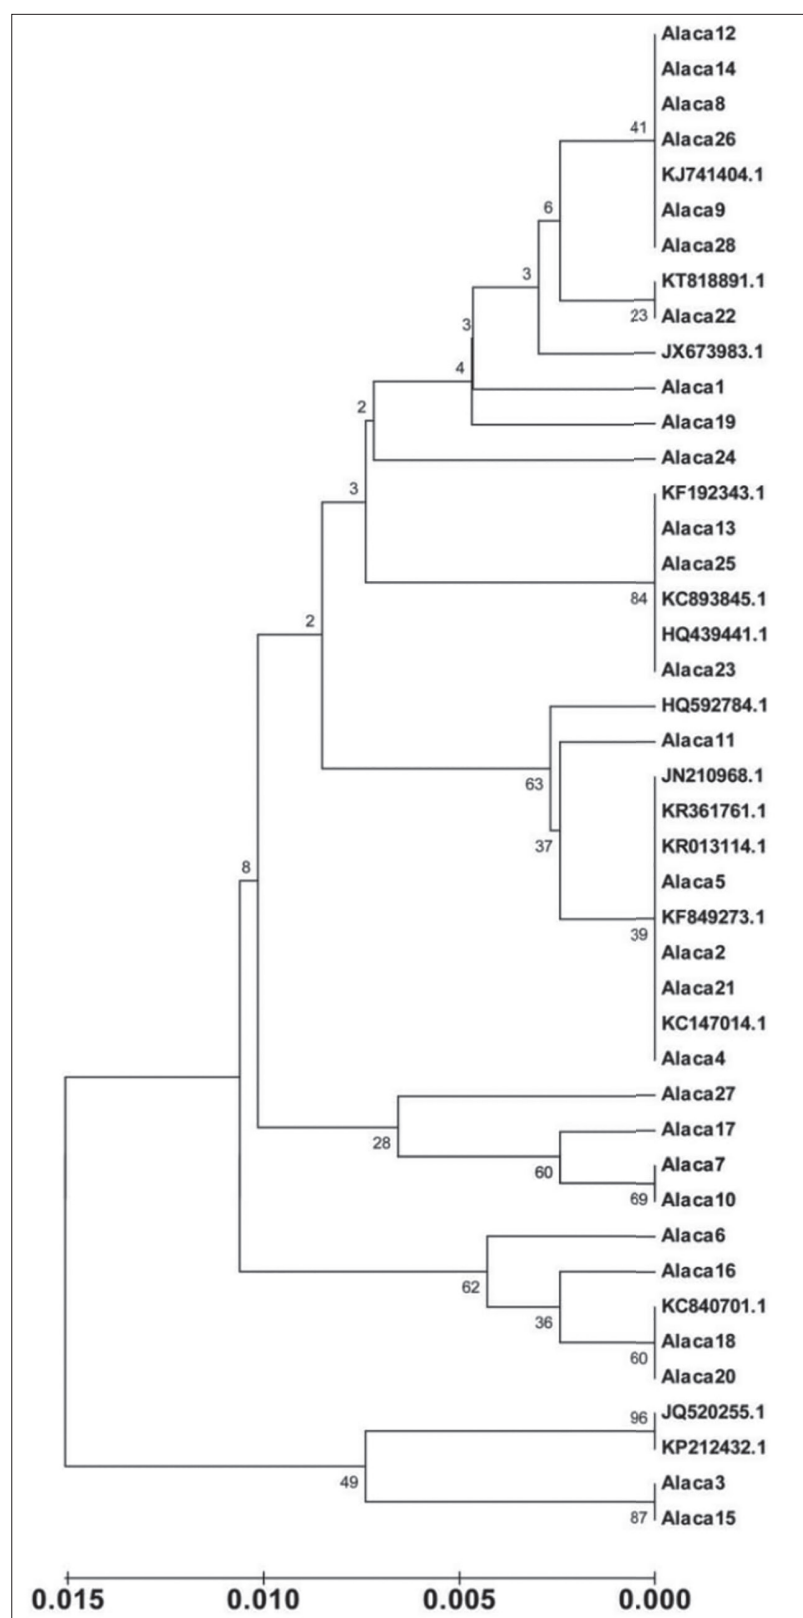 Alaca12
Alaca14
Alaca8
41
Alaca26
KJ741404.1
6
Alaca9
Alaca28
3
KT818891.1
23
Alaca22
3
JX673983.1
4
Alaca1
2
Alaca19
Alaca24
3
KF192343.1
Alaca13
Alaca25
84
KC893845.1
2
HQ439441.1
Alaca23
HQ592784.1
Alaca11
63
JN210968.1
KR361761.1
37
KR013114.1
8
Alaca5
KF849273.1
39
Alaca2
Alaca21
KC147014.1
Alaca4
Alaca27
28
Alaca17
60
Alaca7
69
Alaca10
Alaca6
62
Alaca16
36
KC840701.1
Alaca18
60
Alaca20
96
JQ520255.1
KP212432.1
49
Alaca3
87
Alaca15
0.015 0.010 0.005 0.000